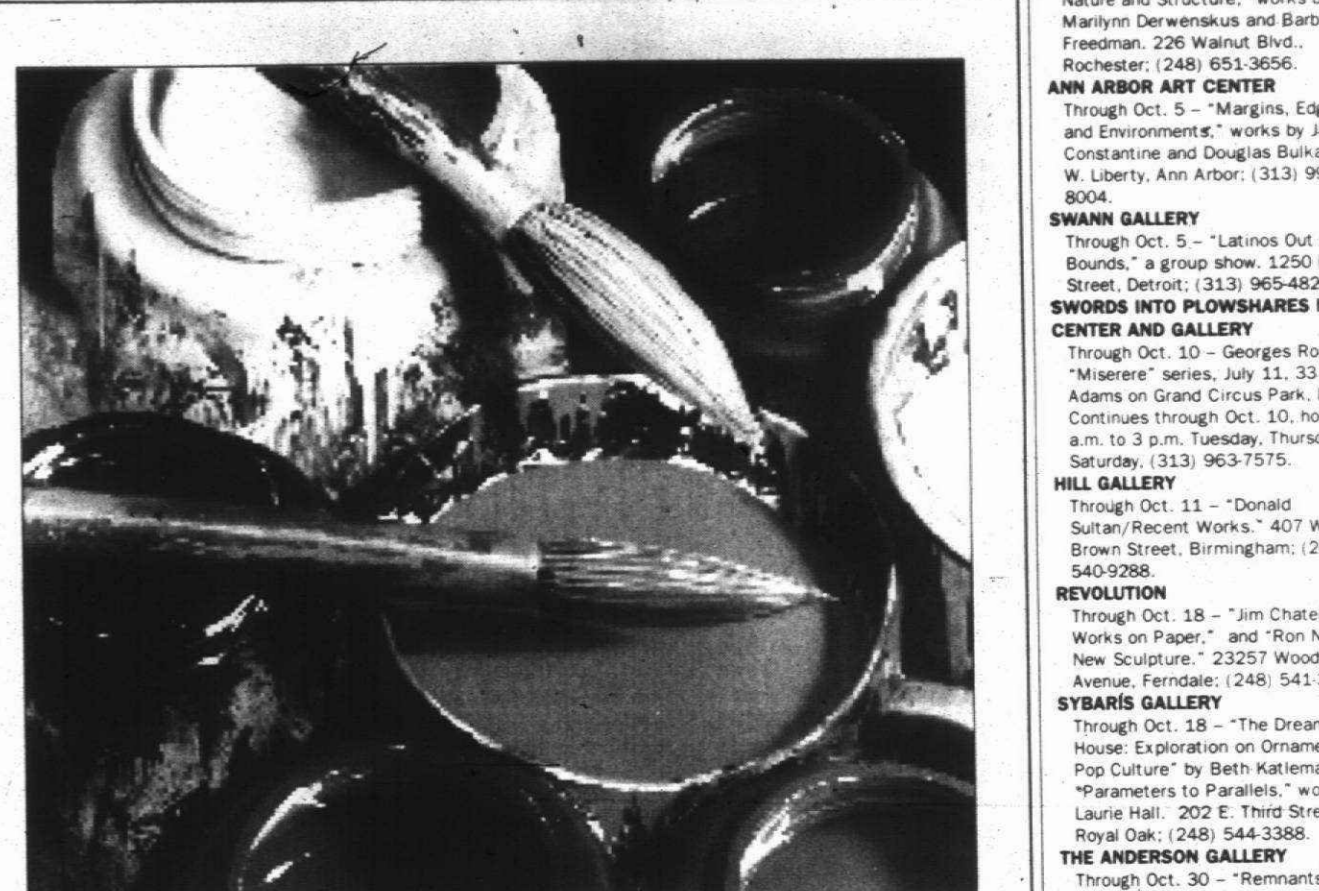 Nature and Structure," works
Marilynn Derwenskus and Barb
Freedman. 226 Walnut Blvd.,
Rochester; (248) 651-3656.
ANN ARBOR ART CENTER
Through Oct. 5 – "Margins, Edg
and Environments," works by J
Constantine and Douglas Bulka
W. Liberty, Ann Arbor; (313) 99
8004.
SWANN GALLERY
Through Oct. 5 – "Latinos Out
Bounds," a group show. 1250
Street, Detroit; (313) 965-482
SWORDS INTO PLOWSHARES
CENTER AND GALLERY
Through Oct. 10 – Georges Ro
"Miserere" series, July 11, 33
Adams on Grand Circus Park,
Continues through Oct. 10, ho
a.m. to 3 p.m. Tuesday, Thursd
Saturday, (313) 963-7575.
HILL GALLERY
Through Oct. 11 – "Donald
Sultan/Recent Works." 407 W
Brown Street, Birmingham; (2
540-9288.
REVOLUTION
Through Oct. 18 – "Jim Chate
Works on Paper," and "Ron N
New Sculpture." 23257 Wood
Avenue, Ferndale; (248) 541-
SYBARÍS GALLERY
Through Oct. 18 – "The Drear
House: Exploration on Orname
Pop Culture" by Beth Katlema
"Parameters to Parallels," wo
Laurie Hall. 202 E. Third Stre
Royal Oak; (248) 544-3388.
THE ANDERSON GALLERY
Through Oct. 30 – "Remnants